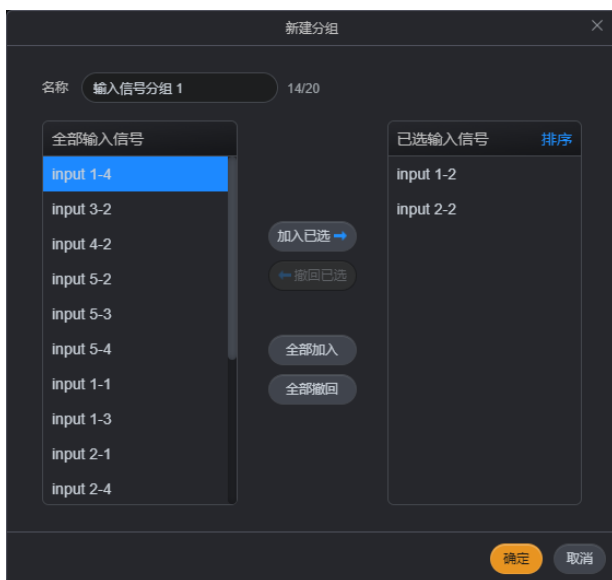 新建分组
名称 输入信号分组 1 14/20
全部输入信号
input 1-4
input 3-2
input 4-2
input 5-2
input 5-3
input 5-4
input 1-1
input 1-3
input 2-1
input 2-4
加入已选
撤回已选
全部加入
全部撤回
已选输入信号 排序
input 1-2
input 2-2
确定 取消